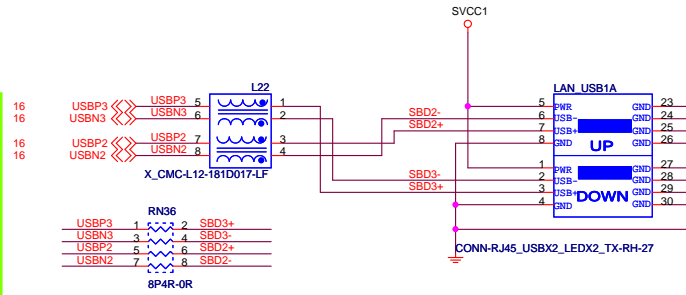 SVCC1
L22
LAN_USB1A
16 USBP3 USBP3 5 1 5 PWR GND 23
16 USBN3 USBN3 6 2 SBD2- 6 USB- GND 24
16 USBP2 USBP2 7 3 SBD2+ 7 USB+ GND 25
16 USBN2 USBN2 8 4 8 GND UP GND 26
X_CMC-L12-181D017-LF
1 PWR GND 27
SBD3- 2 USB- GND 28
SBD3+ 3 USB+ DOWN GND 29
4 GND GND 30
RN36
USBP3 1 2 SBD3+
USBN3 3 4 SBD3-
USBP2 5 6 SBD2+
USBN2 7 8 SBD2-
8P4R-0R
CONN-RJ45_USBX2_LEDX2_TX-RH-27